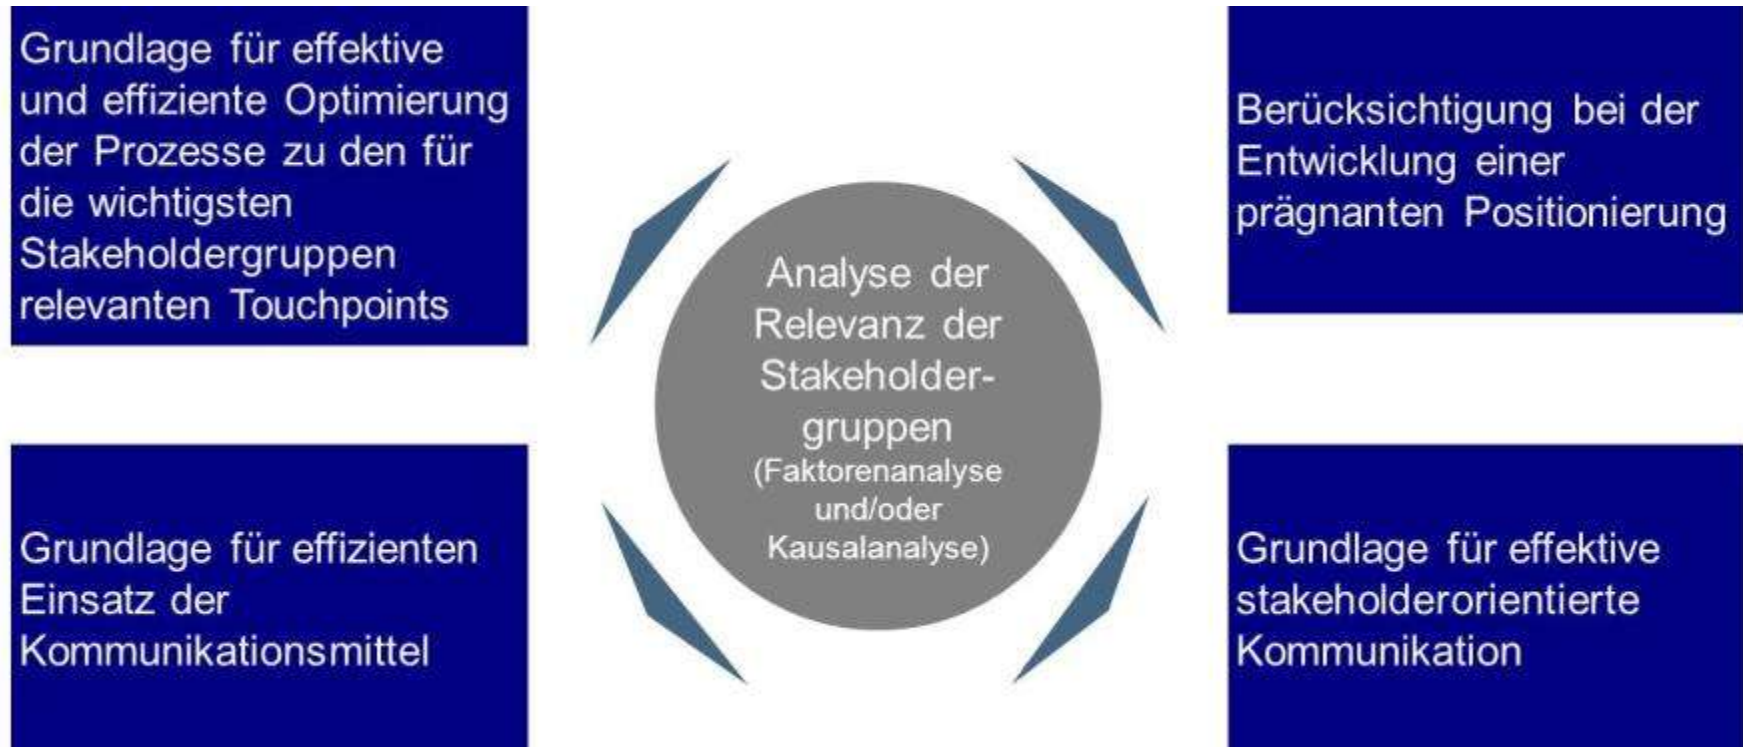 Grundlage für effektive
und effiziente Optimierung
der Prozesse zu den für
die wichtigsten
Stakeholdergruppen
relevanten Touchpoints
Berücksichtigung bei der
Entwicklung einer
prägnanten Positionierung
Analyse der
Relevanz der
Stakeholder-
gruppen
(Faktorenanalyse
und/oder
Kausalanalyse)
Grundlage für effizienten
Einsatz der
Kommunikationsmittel
Grundlage für effektive
stakeholderorientierte
Kommunikation